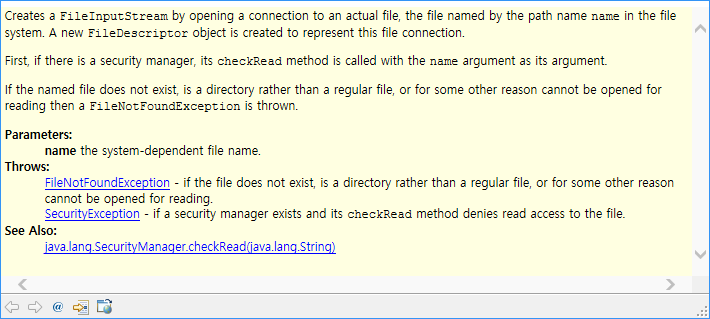 Creates a FileInputStream by opening a connection to an actual file, the file named by the path name name in the file
system. A new FileDescriptor object is created to represent this file connection.
First, if there is a security manager, its checkRead method is called with the name argument as its argument.
If the named file does not exist, is a directory rather than a regular file, or for some other reason cannot be opened for
reading then a FileNotFoundException is thrown.
Parameters:
name the system-dependent file name.
Throws:
FileNotFoundException - if the file does not exist, is a directory rather than a regular file, or for some other reason
cannot be opened for reading.
SecurityException - if a security manager exists and its checkRead method denies read access to the file.
See Also:
java.lang.SecurityManager.checkRead(java.lang.String)
@